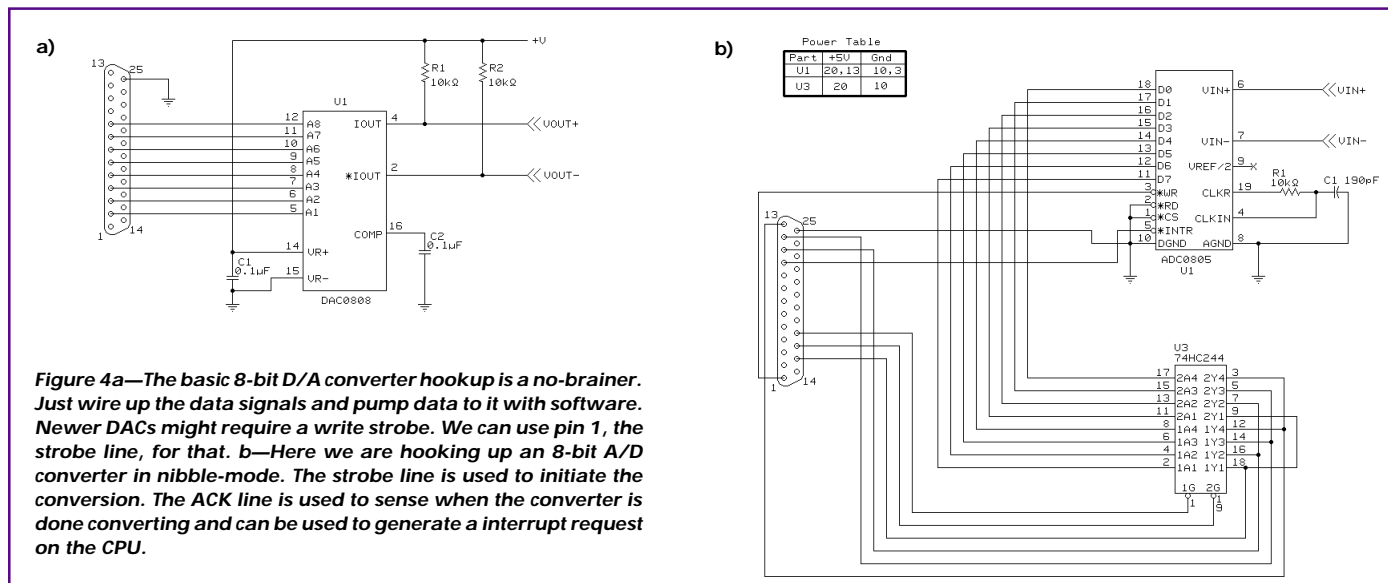 a)
+V
13
25
R1
10kΩ
R2
10kΩ
U1
12 A8 IOUT 4
VOUT+
11 A7
10 A6
9 A5
8 A4 *IOUT 2
VOUT-
7 A3
6 A2
5 A1
1
14
COMP 16
C2
0.1µF
14 VR+
C1
0.1µF
15 VR-
DAC0808
Figure 4a—The basic 8-bit D/A converter hookup is a no-brainer.
Just wire up the data signals and pump data to it with software.
Newer DACs might require a write strobe. We can use pin 1, the
strobe line, for that. b—Here we are hooking up an 8-bit A/D
converter in nibble-mode. The strobe line is used to initiate the
conversion. The ACK line is used to sense when the converter is
done converting and can be used to generate a interrupt request
on the CPU.
b)
Power Table
Part +5V Gnd
U1 20,13 10,3
U3 20 10
18 D0 VIN+ 6
VIN+
17 D1
16 D2
15 D3
14 D4 VIN- 7
VIN-
13 D5
12 D6 VREF/2 9
11 D7
3 *WR CLKR 19
R1
10kΩ
C1 190pF
2 *RD
1 *CS CLKIN 4
5 *INTR
10 DGND AGND 8
ADC0805
U1
13
25
1
14
U3
74HC244
17 2A4 2Y4 3
15 2A3 2Y3 5
13 2A2 2Y2 7
11 2A1 2Y1 9
8 1A4 1Y4 12
6 1A3 1Y3 14
4 1A2 1Y2 16
2 1A1 1Y1 18
1G 2G
1
19